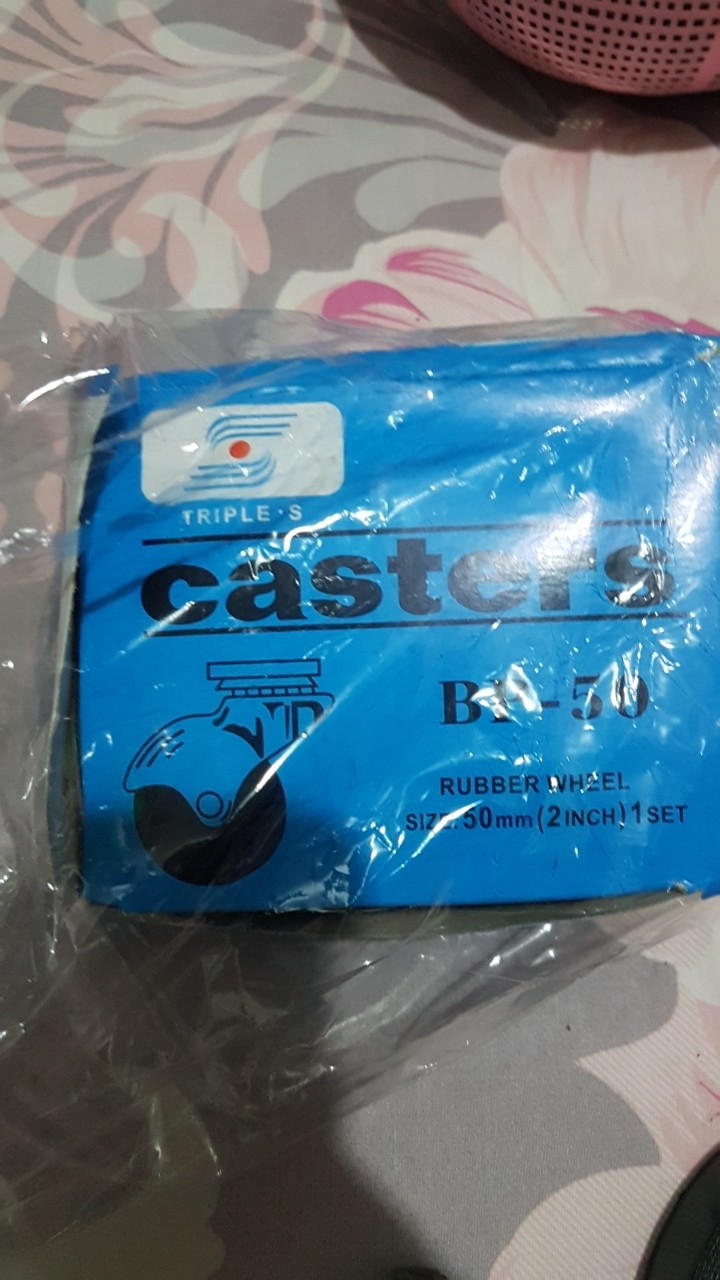 TRIPLE·S
casters
RUBBER WHEEL
SIZE: 50mm (2INCH) 1SET